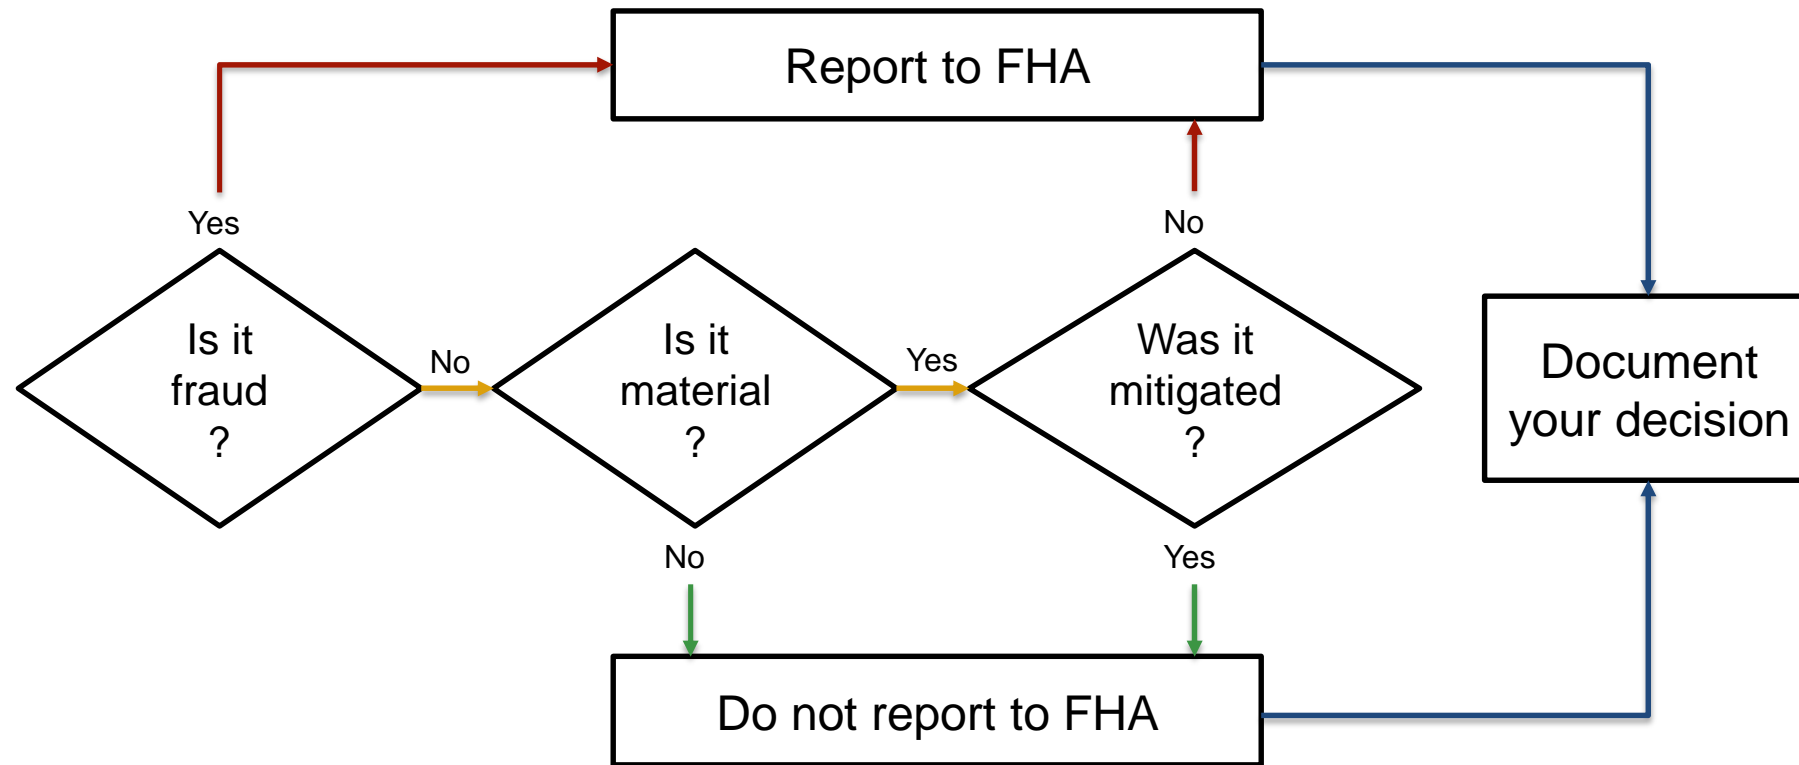 Report to FHA
Yes
No
Is it
fraud
?
No
Is it
material
?
Yes
Was it
mitigated
?
Document
your decision
No
Yes
Do not report to FHA